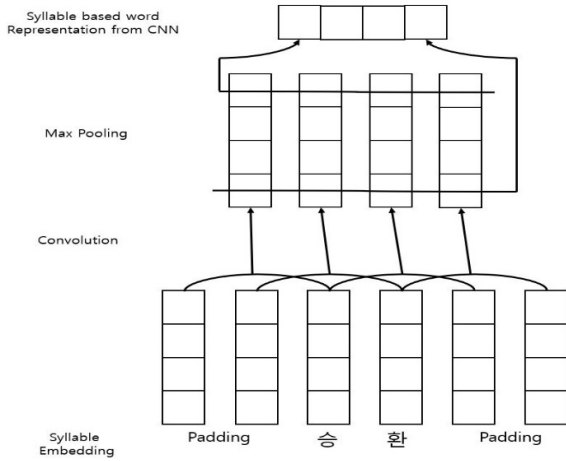 Syllable based word
Representation from CNN
Max Pooling
Convolution
Syllable
Embedding
Padding
승
환
Padding